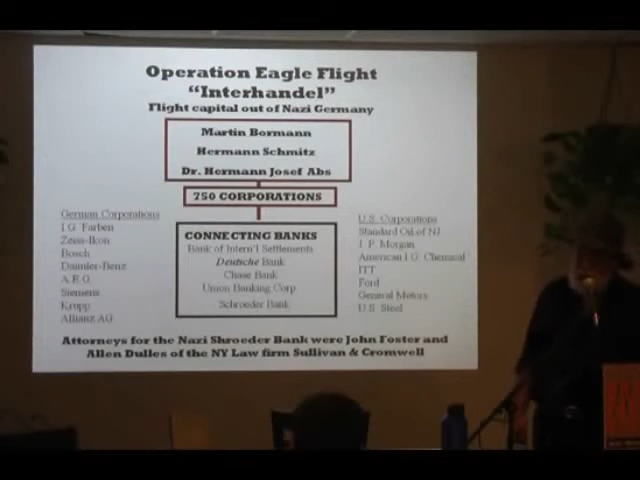 Operation Eagle Flight
"Interhandel"
Flight capital out of Nazi Germany
Martin Bormann
Hermann Schmitz
Dr. Hermann Josef Abs
750 CORPORATIONS
German Corporations
I.G. Farben
Zeiss-Ikon
Bosch
Daimler-Benz
A.E.G.
Siemens
Krupp
Allianz AG
CONNECTING BANKS
Bank of Intern'l Settlements
Deutsche Bank
Chase Bank
Union Banking Corp
Schroeder Bank
U.S. Corporations
Standard Oil of NJ
J. P. Morgan
American I.G. Chemical
ITT
Ford
General Motors
U.S. Steel
Attorneys for the Nazi Shroeder Bank were John Foster and
Allen Dulles of the NY Law firm Sullivan & Cromwell